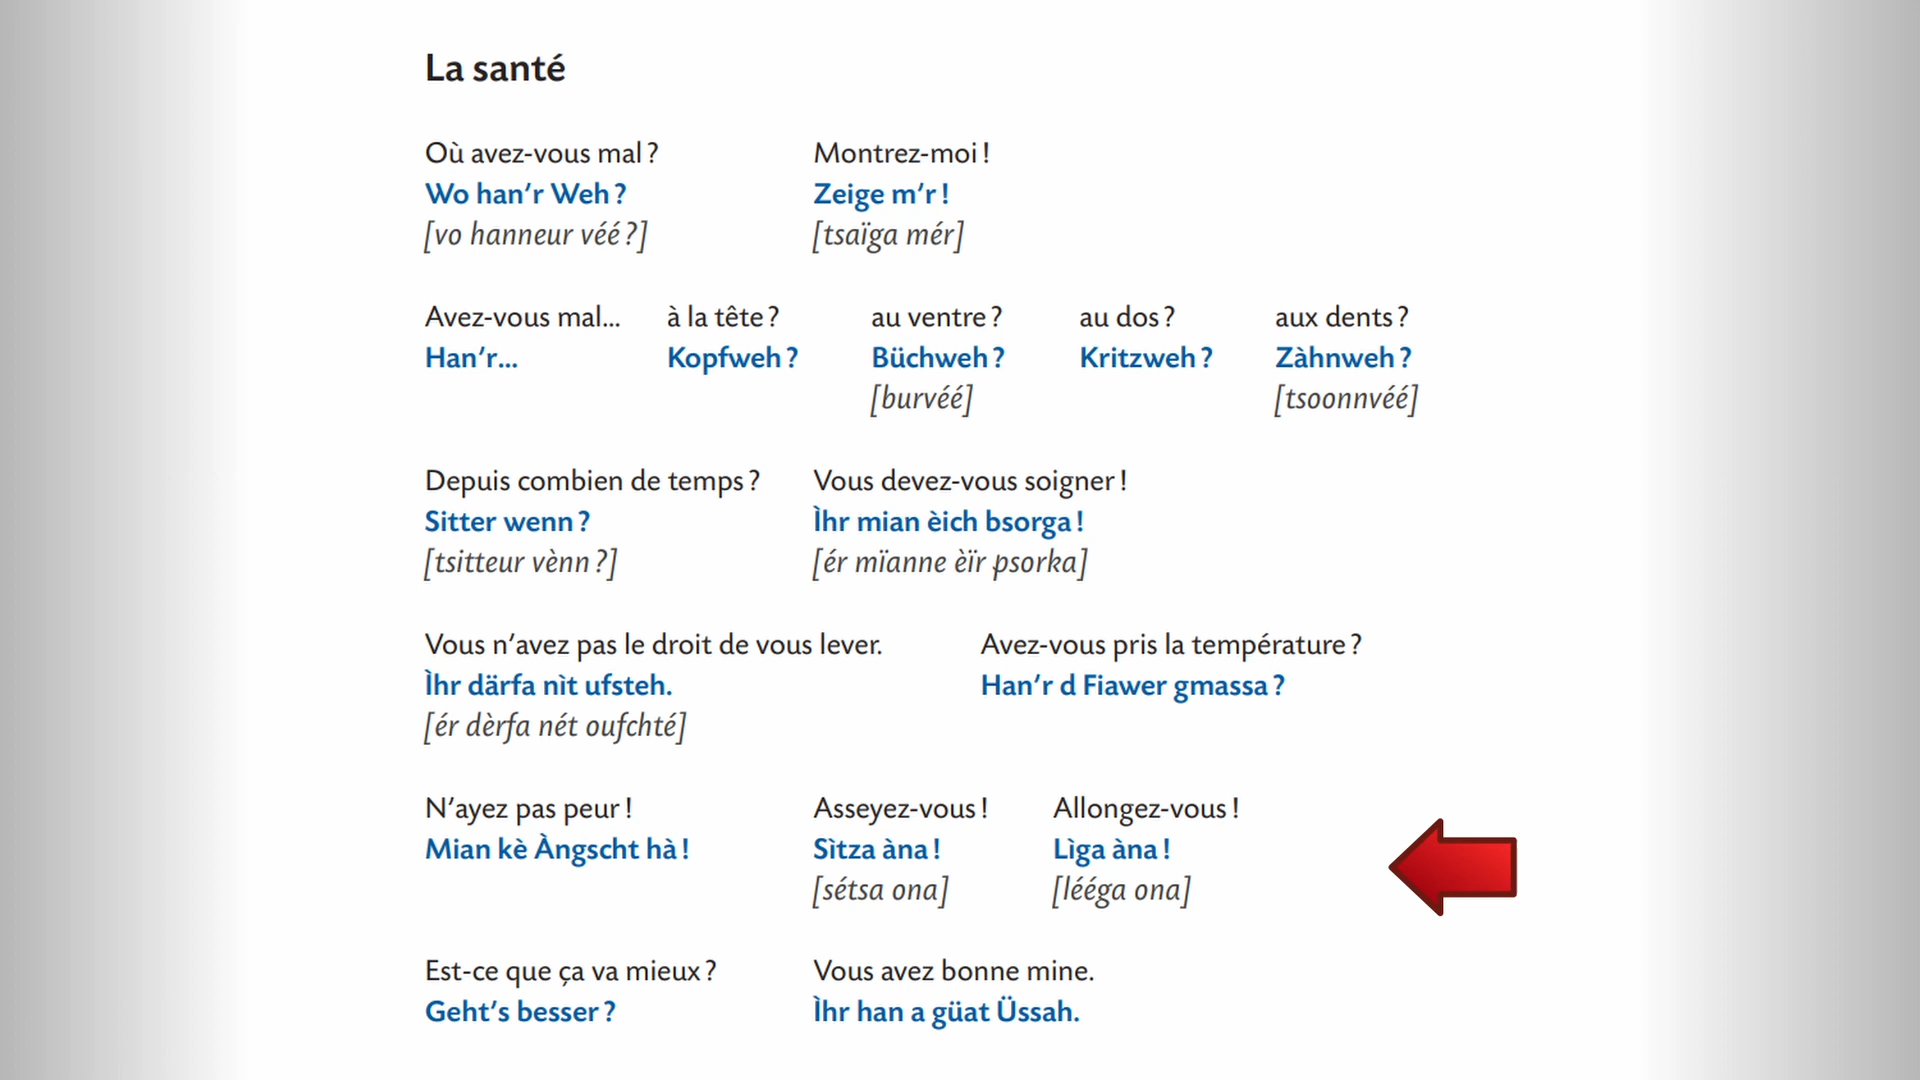 La santé
Où avez-vous mal ? Montrez-moi !
Wo han’r Weh ? Zeige m’r !
[vo hanneur véé ?] [tsaïga mér]
Avez-vous mal... à la tête ? au ventre ? au dos ? aux dents ?
Han’r... Kopfweh ? Büchweh ? Kritzweh ? Zàhnweh ?
[burvéé] [tsoonnvéé]
Depuis combien de temps ? Vous devez-vous soigner !
Sitter wenn ? Ìhr mian èich bsorga !
[tsitteur vènn ?] [ér mïanne èïr psorka]
Vous n’avez pas le droit de vous lever. Avez-vous pris la température ?
Ìhr därfa nìt ufsteh. Han’r d Fiawer gmassa ?
[ér dèrfa nét oufchté]
N’ayez pas peur ! Asseyez-vous ! Allongez-vous !
Mian kè Àngscht hà ! Sìtza àna ! Lìga àna !
[sétsa ona] [lééga ona]
Est-ce que ça va mieux ? Vous avez bonne mine.
Geht’s besser ? Ìhr han a güat Üssah.